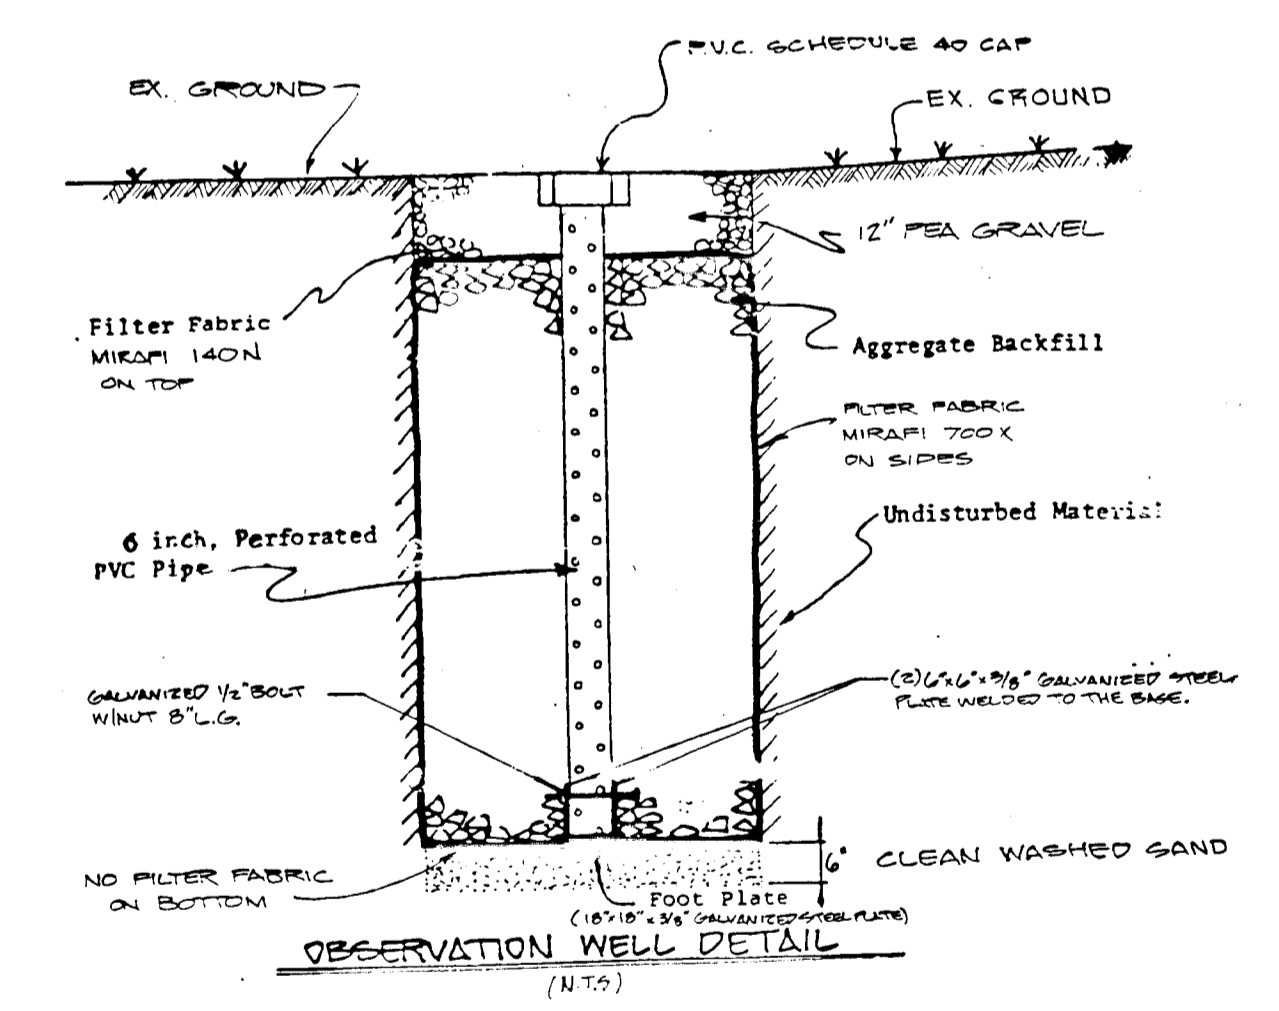 P.V.C. SCHEDULE 40 CAP
EX. GROUND
EX. GROUND
12" PEA GRAVEL
Filter Fabric
MIRAFI 140N
ON TOP
Aggregate Backfill
FILTER FABRIC
MIRAFI 700X
ON SIDES
Undisturbed Material
6 inch, Perforated
PVC Pipe
GALVANIZED 1/2" BOLT
W/NUT 8" L.G.
(2) 6"x6"x3/8" GALVANIZED STEEL
PLATE WELDED TO THE BASE.
6" CLEAN WASHED SAND
NO FILTER FABRIC
ON BOTTOM
Foot Plate
(18"x18"x3/8" GALVANIZED STEEL PLATE)
OBSERVATION WELL DETAIL
(N.T.S)